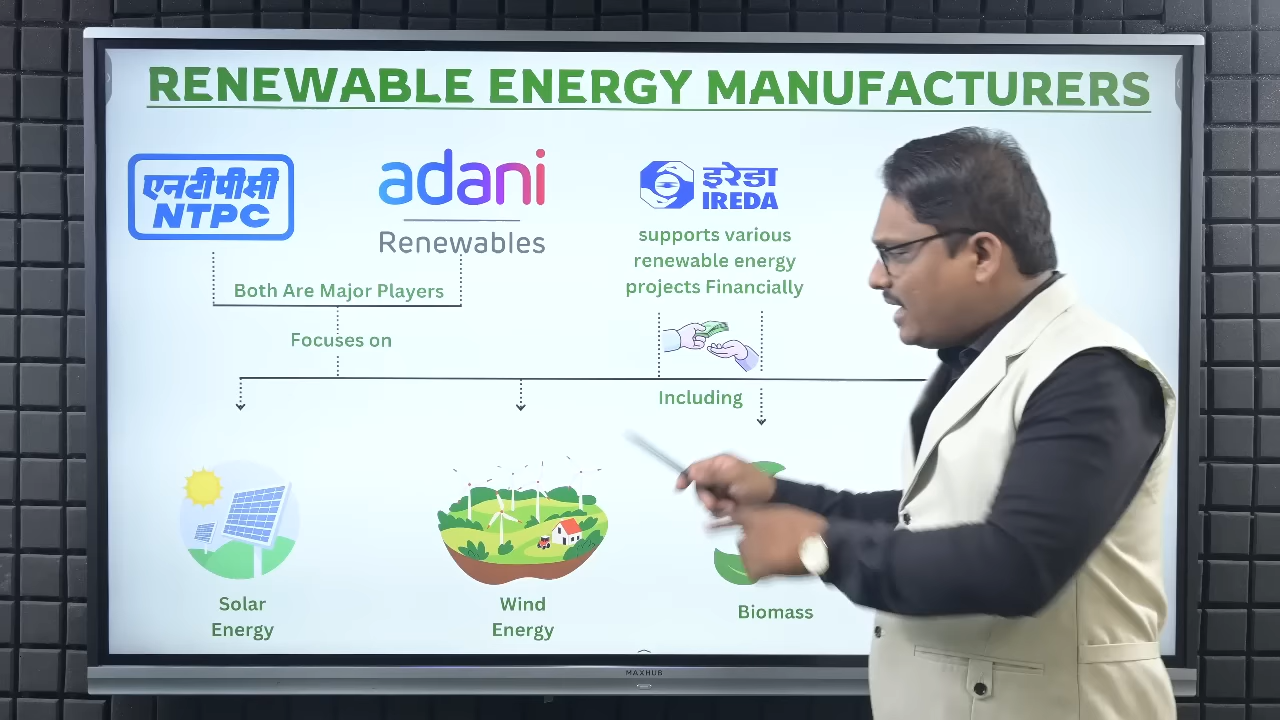 RENEWABLE ENERGY MANUFACTURERS
एनटीपीसी
NTPC
adani
Renewables
इरेडा
IREDA
supports various
renewable energy
projects Financially
Both Are Major Players
Focuses on
Including
Solar
Energy
Wind
Energy
Biomass
MAXHUB